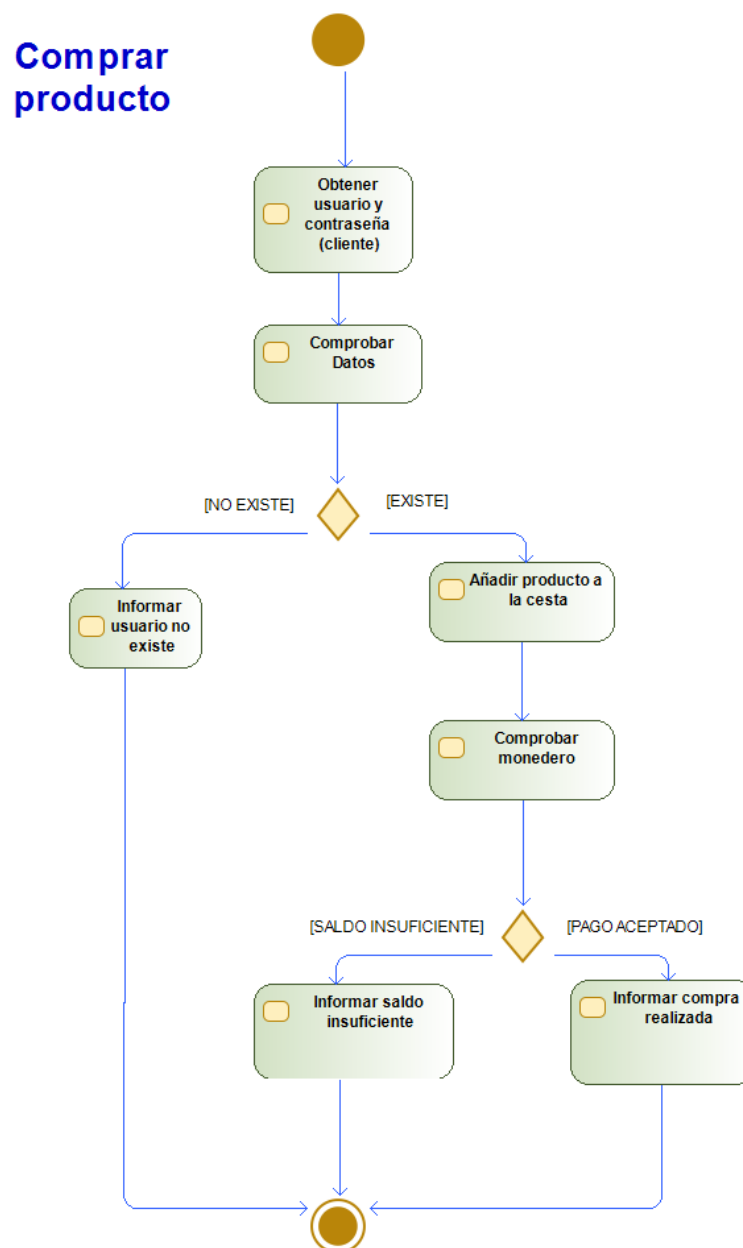 Comprar
producto
Obtener
usuario y
contraseña
(cliente)
Comprobar
Datos
[NO EXISTE]
[EXISTE]
Informar
usuario no
existe
Añadir producto a
la cesta
Comprobar
monedero
[SALDO INSUFICIENTE]
[PAGO ACEPTADO]
Informar saldo
insuficiente
Informar compra
realizada